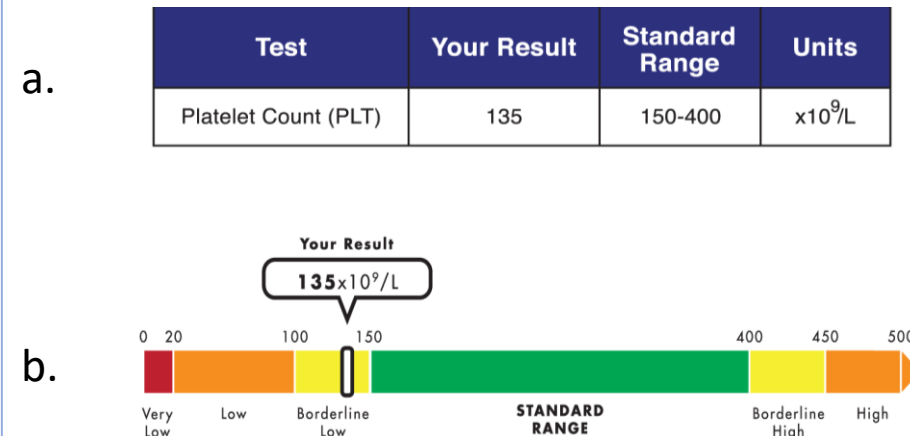 a.
Test Your Result Standard Range Units
Platelet Count (PLT) 135 150-400 x10⁹/L
Your Result
135x10⁹/L
0 20 100 150 400 450 500
b.
Very Low Low Borderline Low STANDARD RANGE Borderline High High